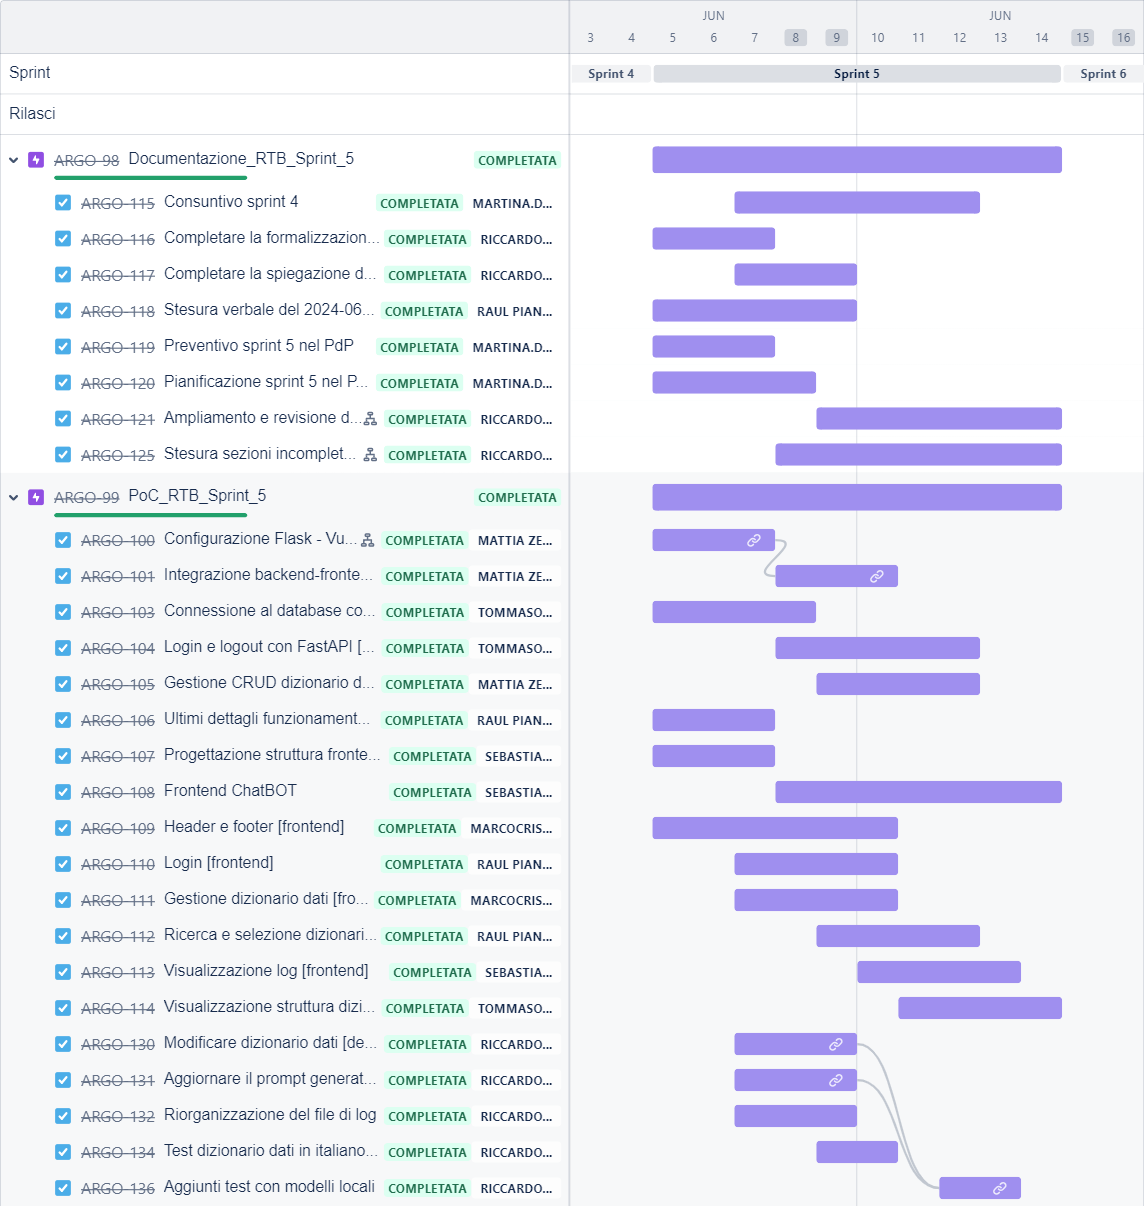 JUN JUN
3 4 5 6 7 8 9 10 11 12 13 14 15 16
Sprint Sprint 4 Sprint 5 Sprint 6
Rilasci
ARGO-98 Documentazione_RTB_Sprint_5 COMPLETATA
ARGO-115 Consuntivo sprint 4 COMPLETATA MARTINA.D...
ARGO-116 Completare la formalizzazion... COMPLETATA RICCARDO...
ARGO-117 Completare la spiegazione d... COMPLETATA RICCARDO...
ARGO-118 Stesura verbale del 2024-06... COMPLETATA RAUL PIAN...
ARGO-119 Preventivo sprint 5 nel PdP COMPLETATA MARTINA.D...
ARGO-120 Pianificazione sprint 5 nel P... COMPLETATA MARTINA.D...
ARGO-121 Ampliamento e revisione d... COMPLETATA RICCARDO...
ARGO-125 Stesura sezioni incomplet... COMPLETATA RICCARDO...
ARGO-99 PoC_RTB_Sprint_5 COMPLETATA
ARGO-100 Configurazione Flask - Vu... COMPLETATA MATTIA ZE...
ARGO-101 Integrazione backend-fronte... COMPLETATA MATTIA ZE...
ARGO-103 Connessione al database co... COMPLETATA TOMMASO...
ARGO-104 Login e logout con FastAPI [... COMPLETATA TOMMASO...
ARGO-105 Gestione CRUD dizionario d... COMPLETATA MATTIA ZE...
ARGO-106 Ultimi dettagli funzionament... COMPLETATA RAUL PIAN...
ARGO-107 Progettazione struttura fronte... COMPLETATA SEBASTIA...
ARGO-108 Frontend ChatBOT COMPLETATA SEBASTIA...
ARGO-109 Header e footer [frontend] COMPLETATA MARCOCRIS...
ARGO-110 Login [frontend] COMPLETATA RAUL PIAN...
ARGO-111 Gestione dizionario dati [fro... COMPLETATA MARCOCRIS...
ARGO-112 Ricerca e selezione dizionari... COMPLETATA RAUL PIAN...
ARGO-113 Visualizzazione log [frontend] COMPLETATA SEBASTIA...
ARGO-114 Visualizzazione struttura dizi... COMPLETATA TOMMASO...
ARGO-130 Modificare dizionario dati [de... COMPLETATA RICCARDO...
ARGO-131 Aggiornare il prompt generat... COMPLETATA RICCARDO...
ARGO-132 Riorganizzazione del file di log COMPLETATA RICCARDO...
ARGO-134 Test dizionario dati in italiano... COMPLETATA RICCARDO...
ARGO-136 Aggiunti test con modelli locali COMPLETATA RICCARDO...